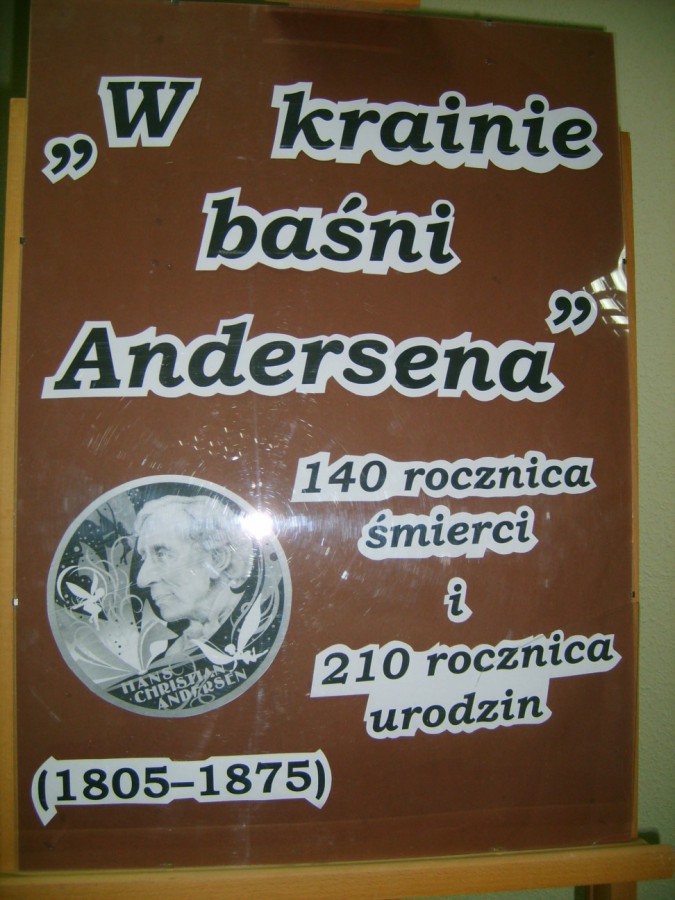 „W krainie
baśni
Andersena”
140 rocznica
śmierci
i
210 rocznica
urodzin
HANS
CHRISTIAN
ANDERSEN
(1805–1875)